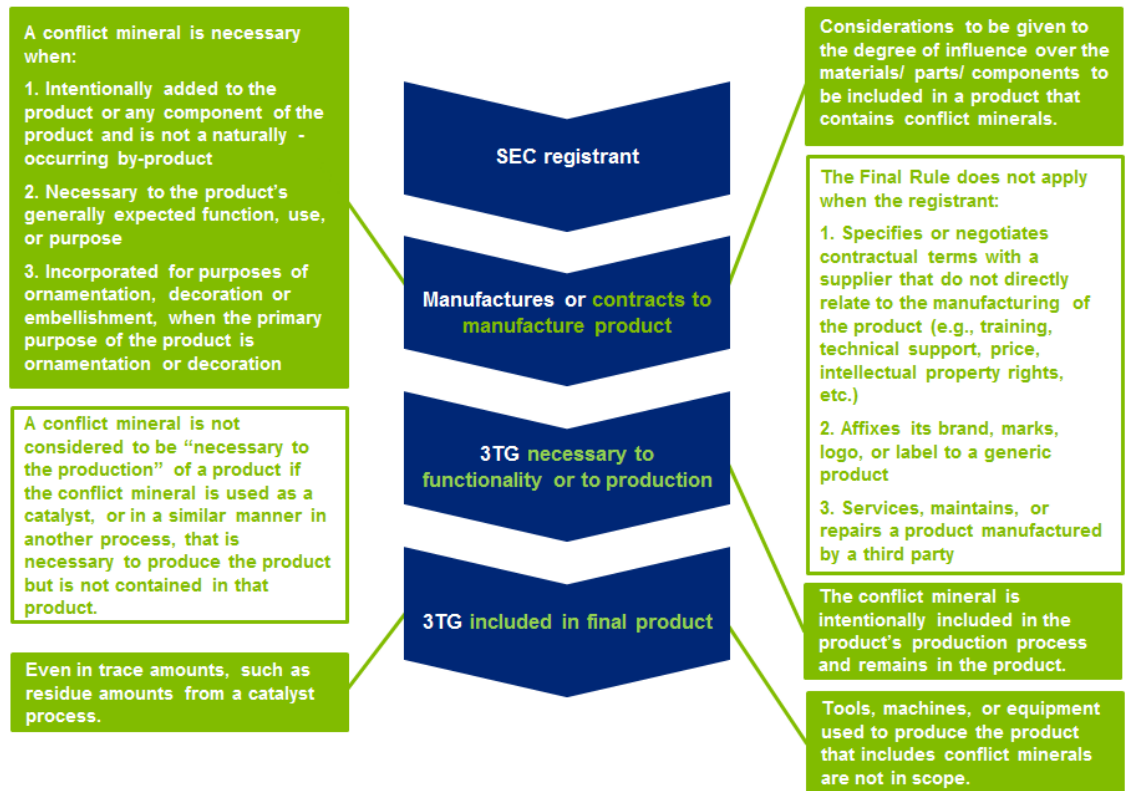 A conflict mineral is necessary
when:
1. Intentionally added to the
product or any component of the
product and is not a naturally -
occurring by-product
2. Necessary to the product's
generally expected function, use,
or purpose
3. Incorporated for purposes of
ornamentation, decoration or
embellishment, when the primary
purpose of the product is
ornamentation or decoration
A conflict mineral is not
considered to be “necessary to
the production” of a product if
the conflict mineral is used as a
catalyst, or in a similar manner in
another process, that is
necessary to produce the product
but is not contained in that
product.
Even in trace amounts, such as
residue amounts from a catalyst
process.
SEC registrant
Manufactures or contracts to
manufacture product
3TG necessary to
functionality or to production
3TG included in final product
Considerations to be given to
the degree of influence over the
materials/ parts/ components to
be included in a product that
contains conflict minerals.
The Final Rule does not apply
when the registrant:
1. Specifies or negotiates
contractual terms with a
supplier that do not directly
relate to the manufacturing of
the product (e.g., training,
technical support, price,
intellectual property rights,
etc.)
2. Affixes its brand, marks,
logo, or label to a generic
product
3. Services, maintains, or
repairs a product manufactured
by a third party
The conflict mineral is
intentionally included in the
product's production process
and remains in the product.
Tools, machines, or equipment
used to produce the product
that includes conflict minerals
are not in scope.